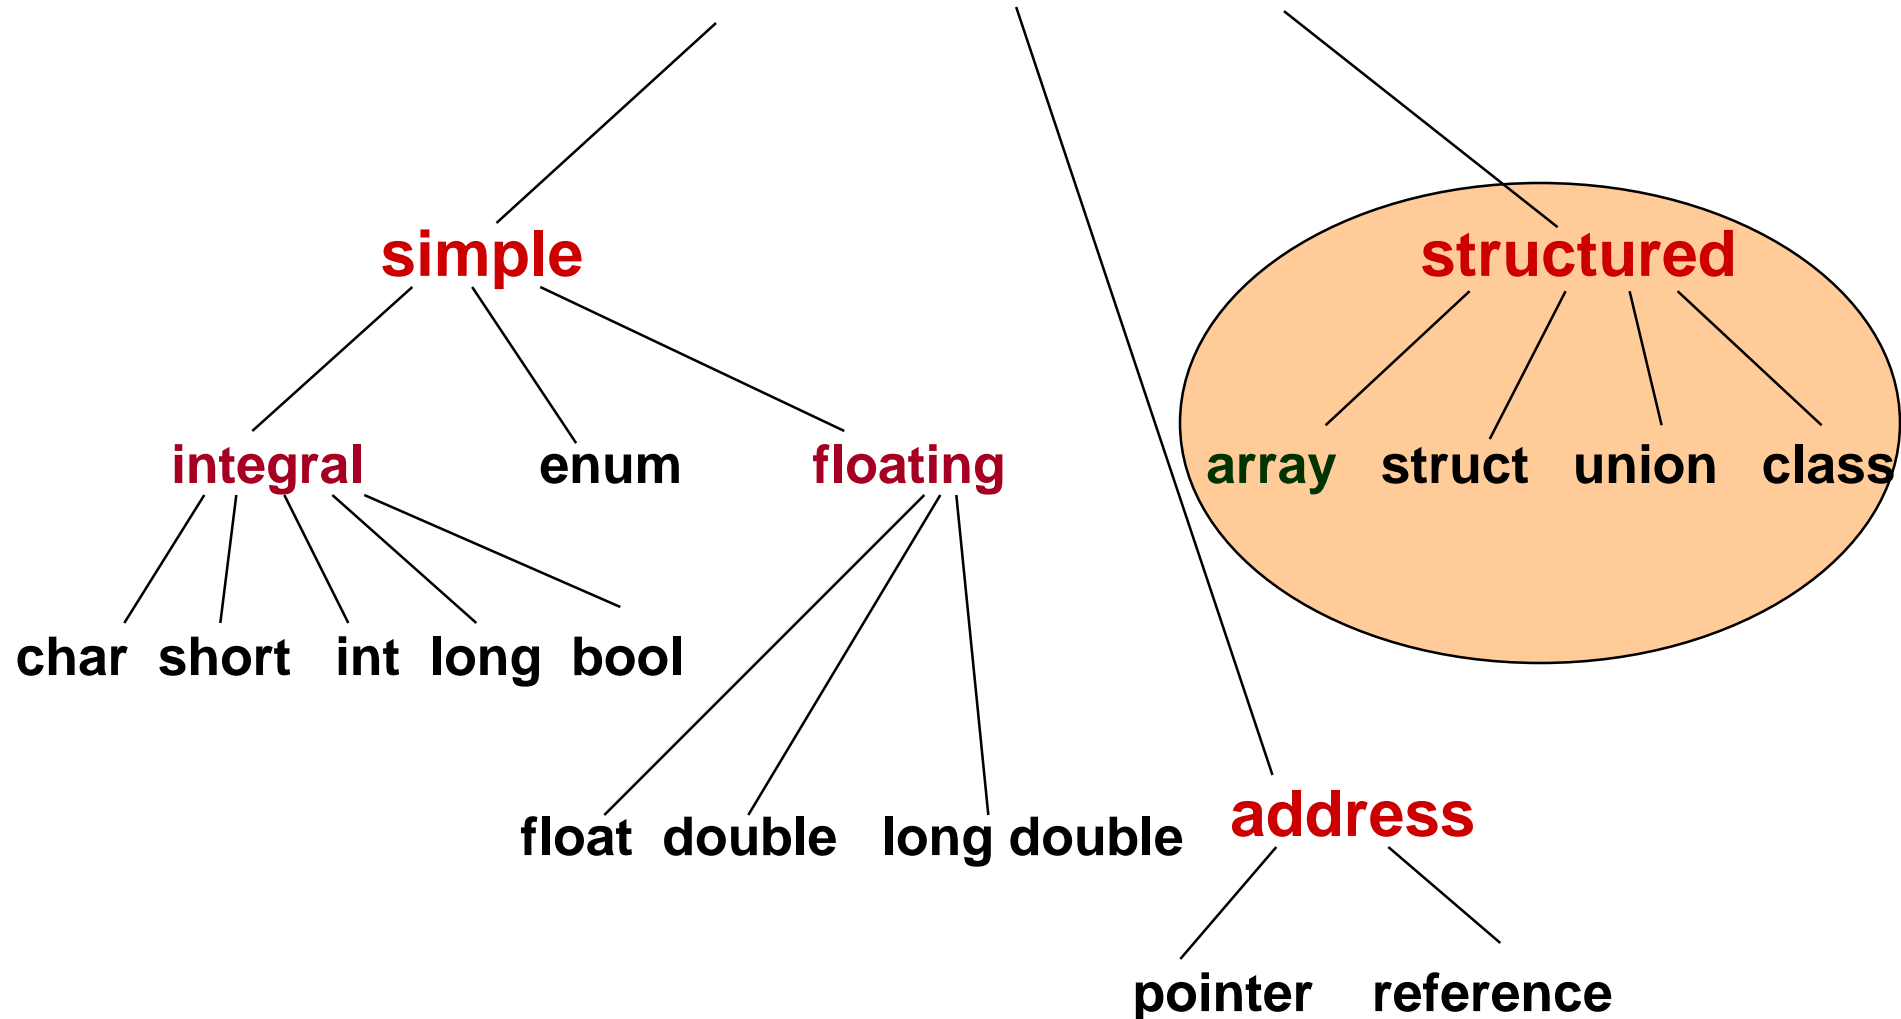 simple structured
integral enum floating array struct union class
char short int long bool
float double long double address
pointer reference